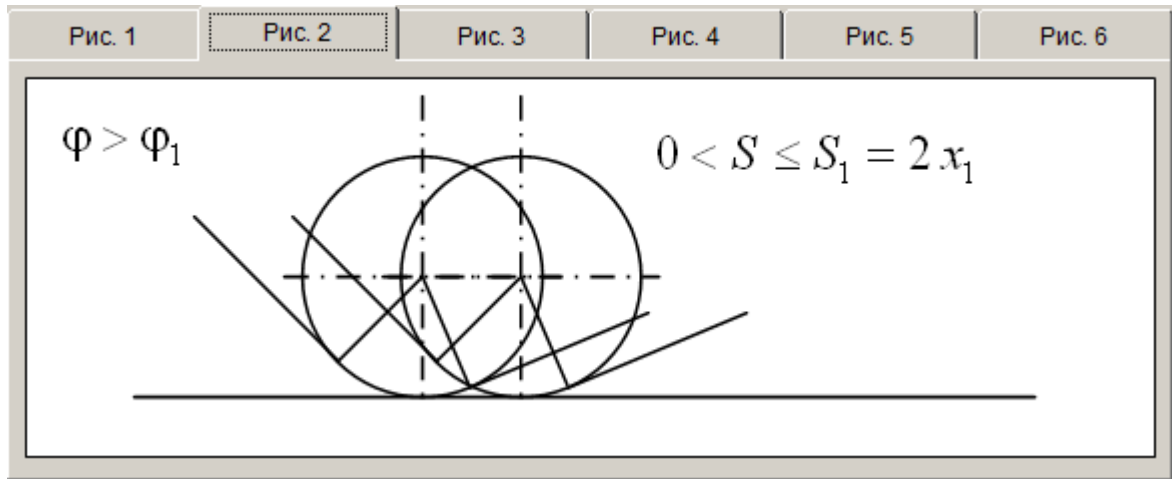 Рис. 1
Рис. 2
Рис. 3
Рис. 4
Рис. 5
Рис. 6
φ > φ₁
0 < S ≤ S₁ = 2 x₁